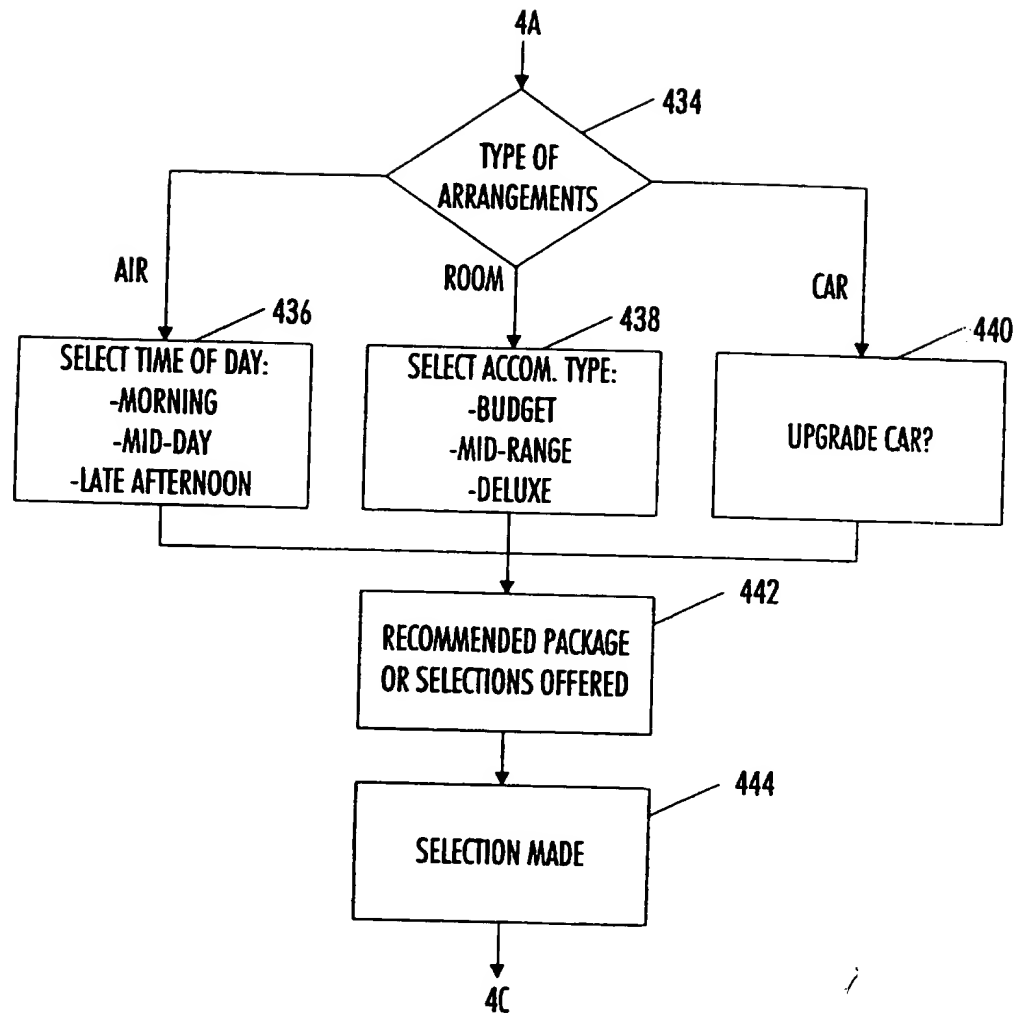 4A
434
TYPE OF
ARRANGEMENTS
AIR
ROOM
CAR
436
438
440
SELECT TIME OF DAY:
-MORNING
-MID-DAY
-LATE AFTERNOON
SELECT ACCOM. TYPE:
-BUDGET
-MID-RANGE
-DELUXE
UPGRADE CAR?
442
RECOMMENDED PACKAGE
OR SELECTIONS OFFERED
444
SELECTION MADE
4C